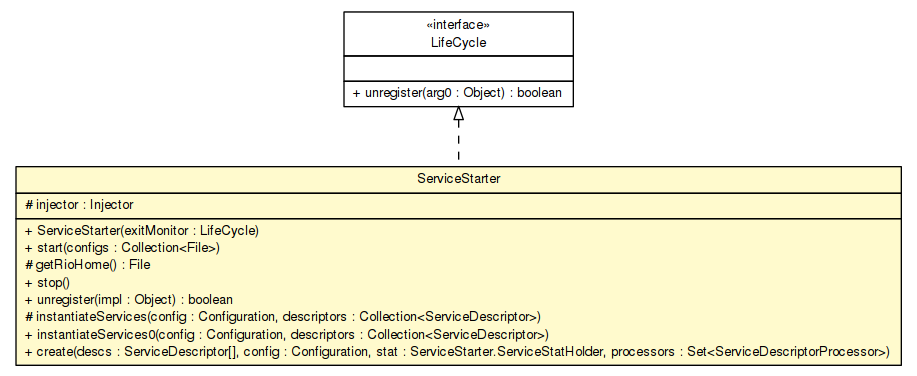 «interface»
LifeCycle
+ unregister(arg0 : Object) : boolean
ServiceStarter
# injector : Injector
+ ServiceStarter(exitMonitor : LifeCycle)
+ start(configs : Collection<File>)
# getRioHome() : File
+ stop()
+ unregister(impl : Object) : boolean
# instantiateServices(config : Configuration, descriptors : Collection<ServiceDescriptor>)
+ instantiateServices0(config : Configuration, descriptors : Collection<ServiceDescriptor>)
+ create(descs : ServiceDescriptor[], config : Configuration, stat : ServiceStarter.ServiceStatHolder, processors : Set<ServiceDescriptorProcessor>)